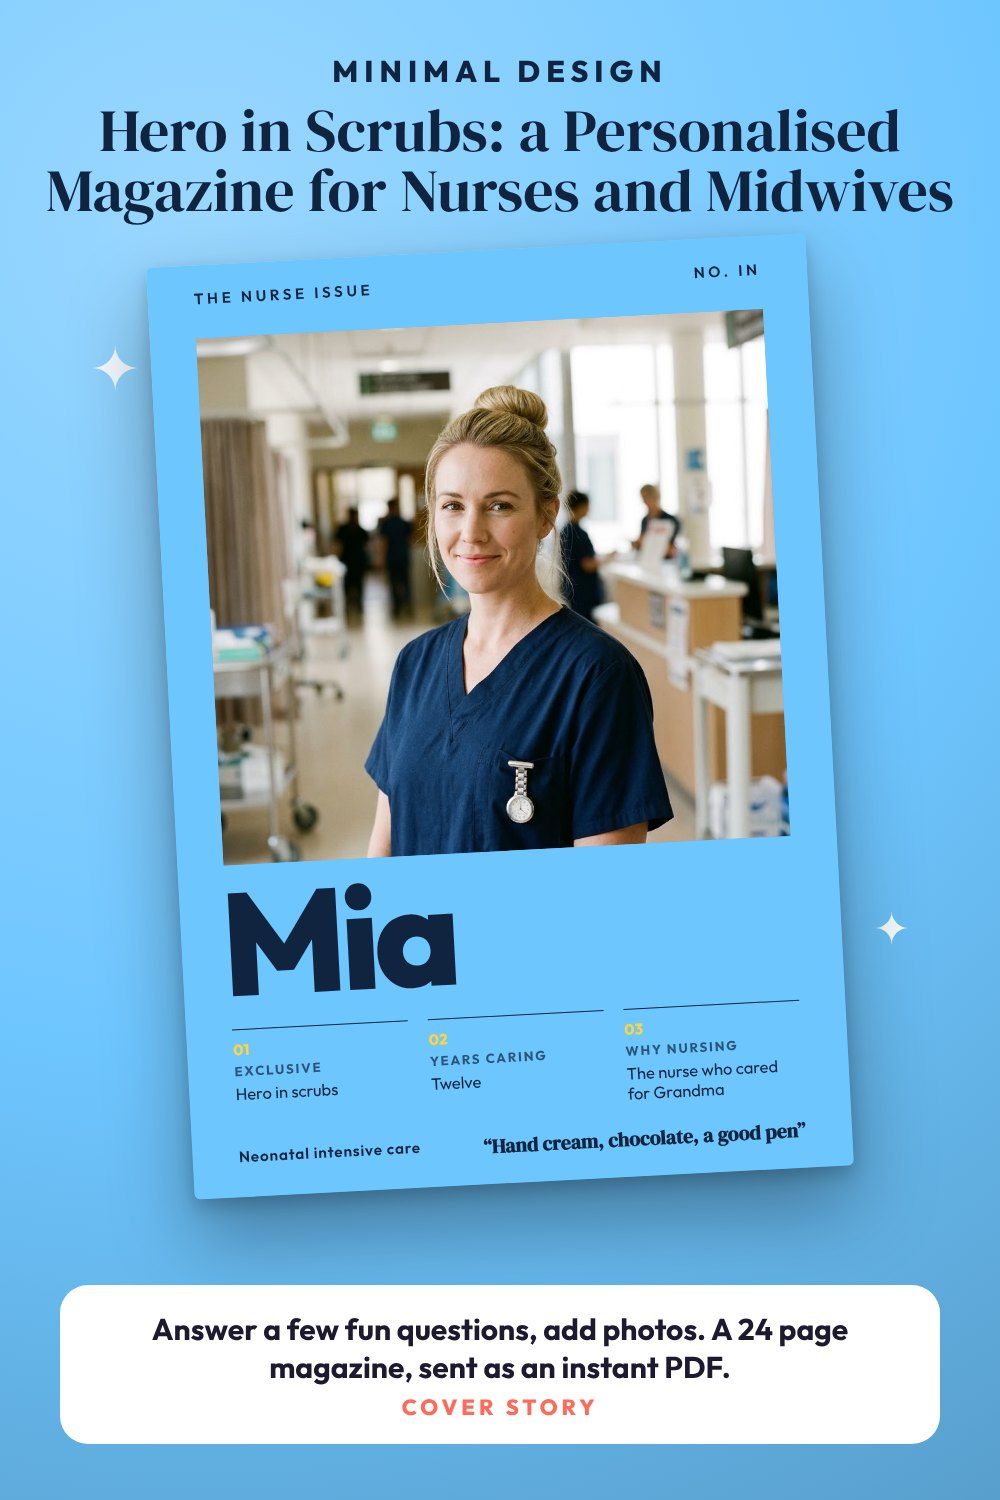 MINIMAL DESIGN
Hero in Scrubs: a Personalised
Magazine for Nurses and Midwives
THE NURSE ISSUE
NO. IN
Mia
01
EXCLUSIVE
Hero in scrubs
02
YEARS CARING
Twelve
03
WHY NURSING
The nurse who cared
for Grandma
Neonatal intensive care
“Hand cream, chocolate, a good pen”
Answer a few fun questions, add photos. A 24 page
magazine, sent as an instant PDF.
COVER STORY